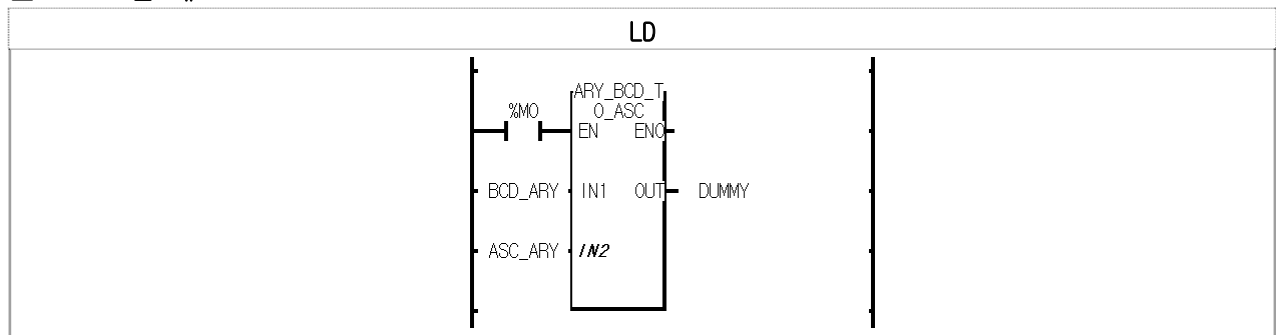 LD
ARY_BCD_T
%M0 O_ASC
EN ENO
BCD_ARY IN1 OUT DUMMY
ASC_ARY IN2